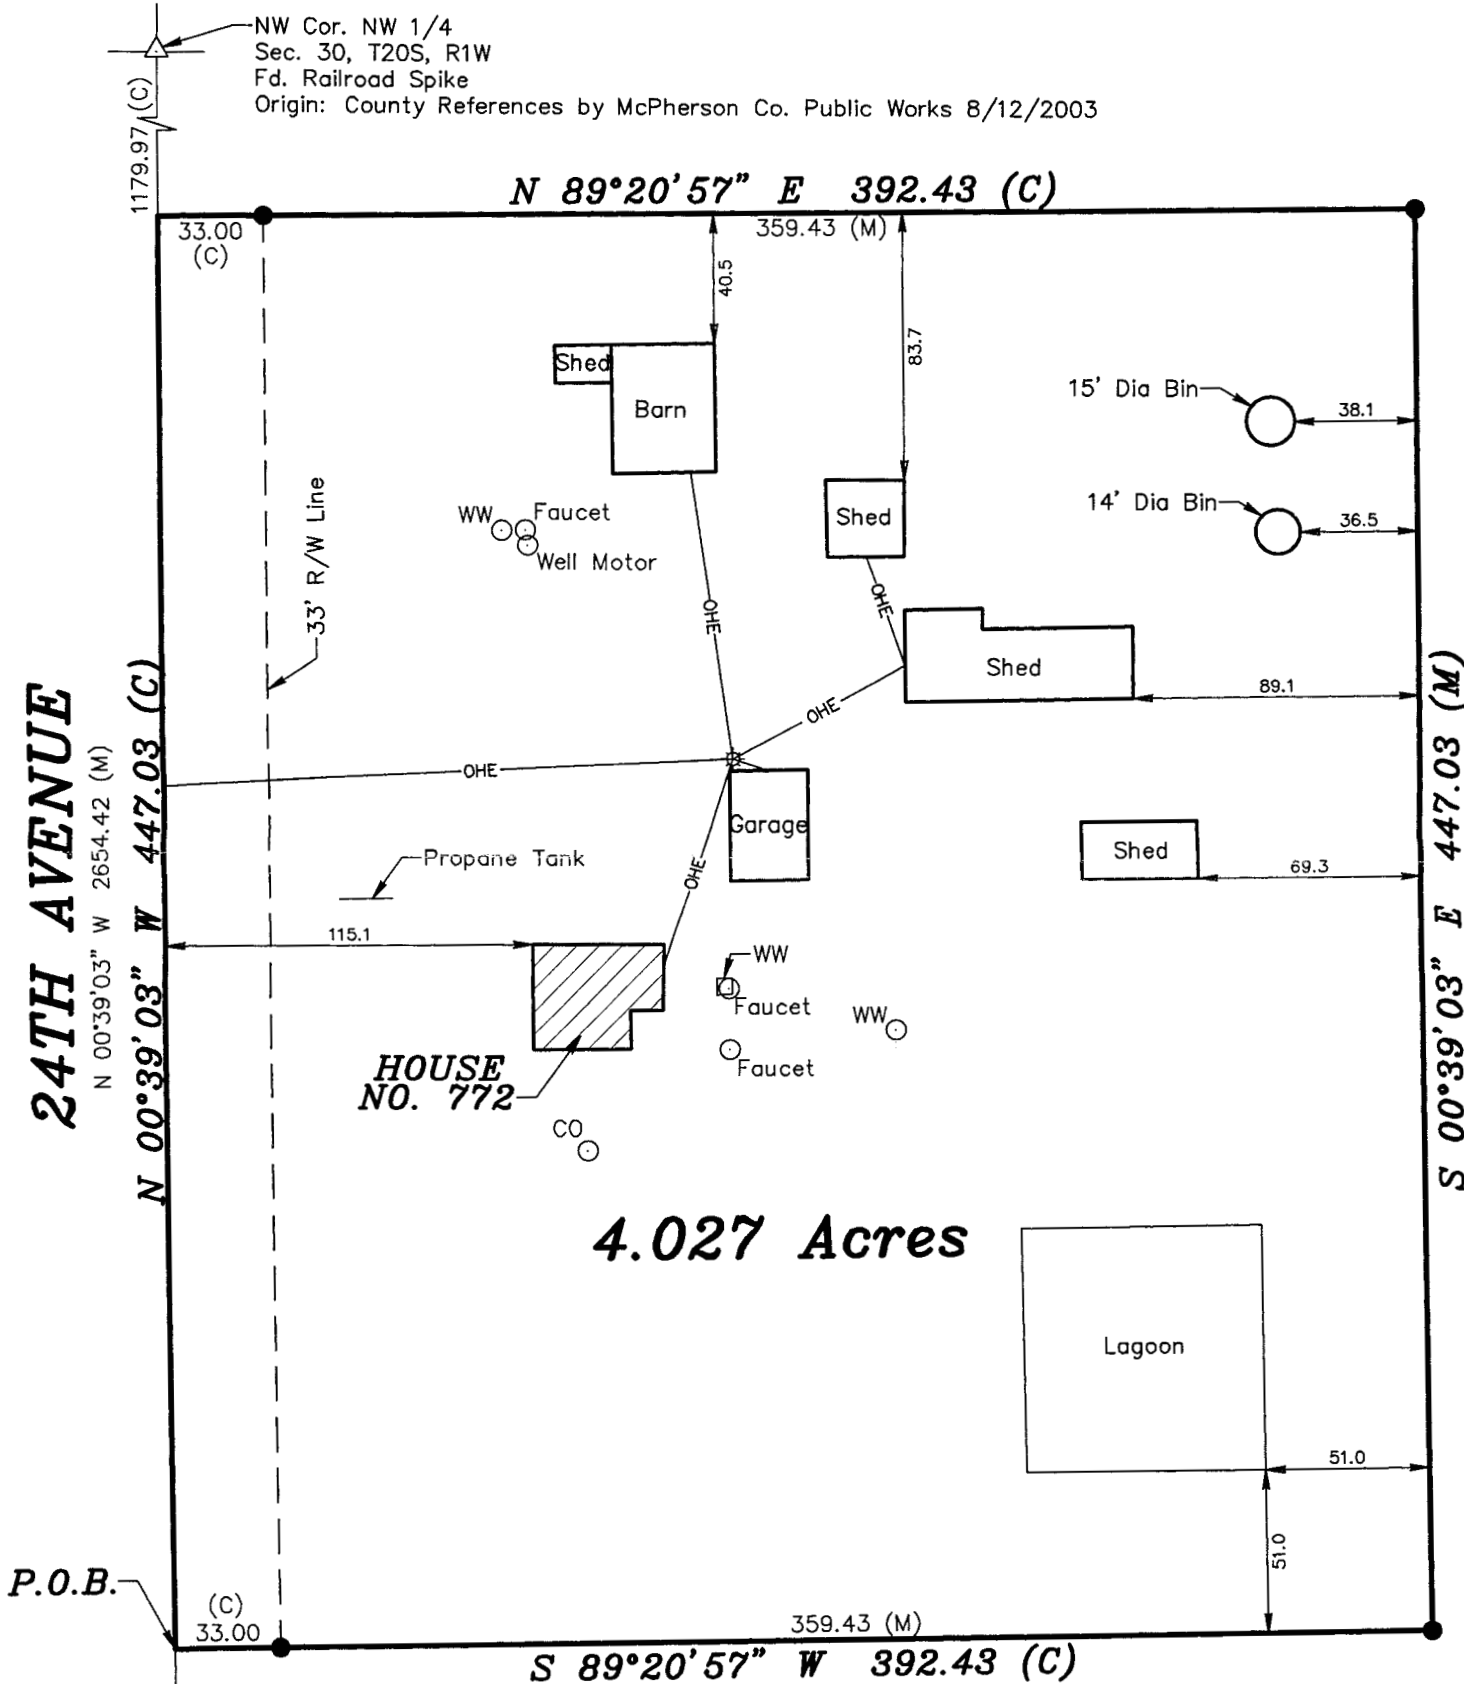 NW Cor. NW 1/4
Sec. 30, T20S, R1W
Fd. Railroad Spike
Origin: County References by McPherson Co. Public Works 8/12/2003
1179.97 (C)
N 89°20'57" E 392.43 (C)
33.00
(C)
359.43 (M)
40.5
83.7
Shed
Barn
15' Dia Bin
38.1
14' Dia Bin
36.5
Shed
WW
Faucet
Well Motor
33' R/W Line
OHE
OHE
Shed
89.1
OHE
OHE
Garage
Shed
69.3
Propane Tank
OHE
115.1
24TH AVENUE
N 00°39'03" W 2654.42 (M)
N 00°39'03" W 447.03 (C)
S 00°39'03" E 447.03 (M)
WW
Faucet
WW
Faucet
HOUSE
NO. 772
CO
4.027 Acres
Lagoon
51.0
51.0
P.O.B.
(C)
33.00
359.43 (M)
S 89°20'57" W 392.43 (C)